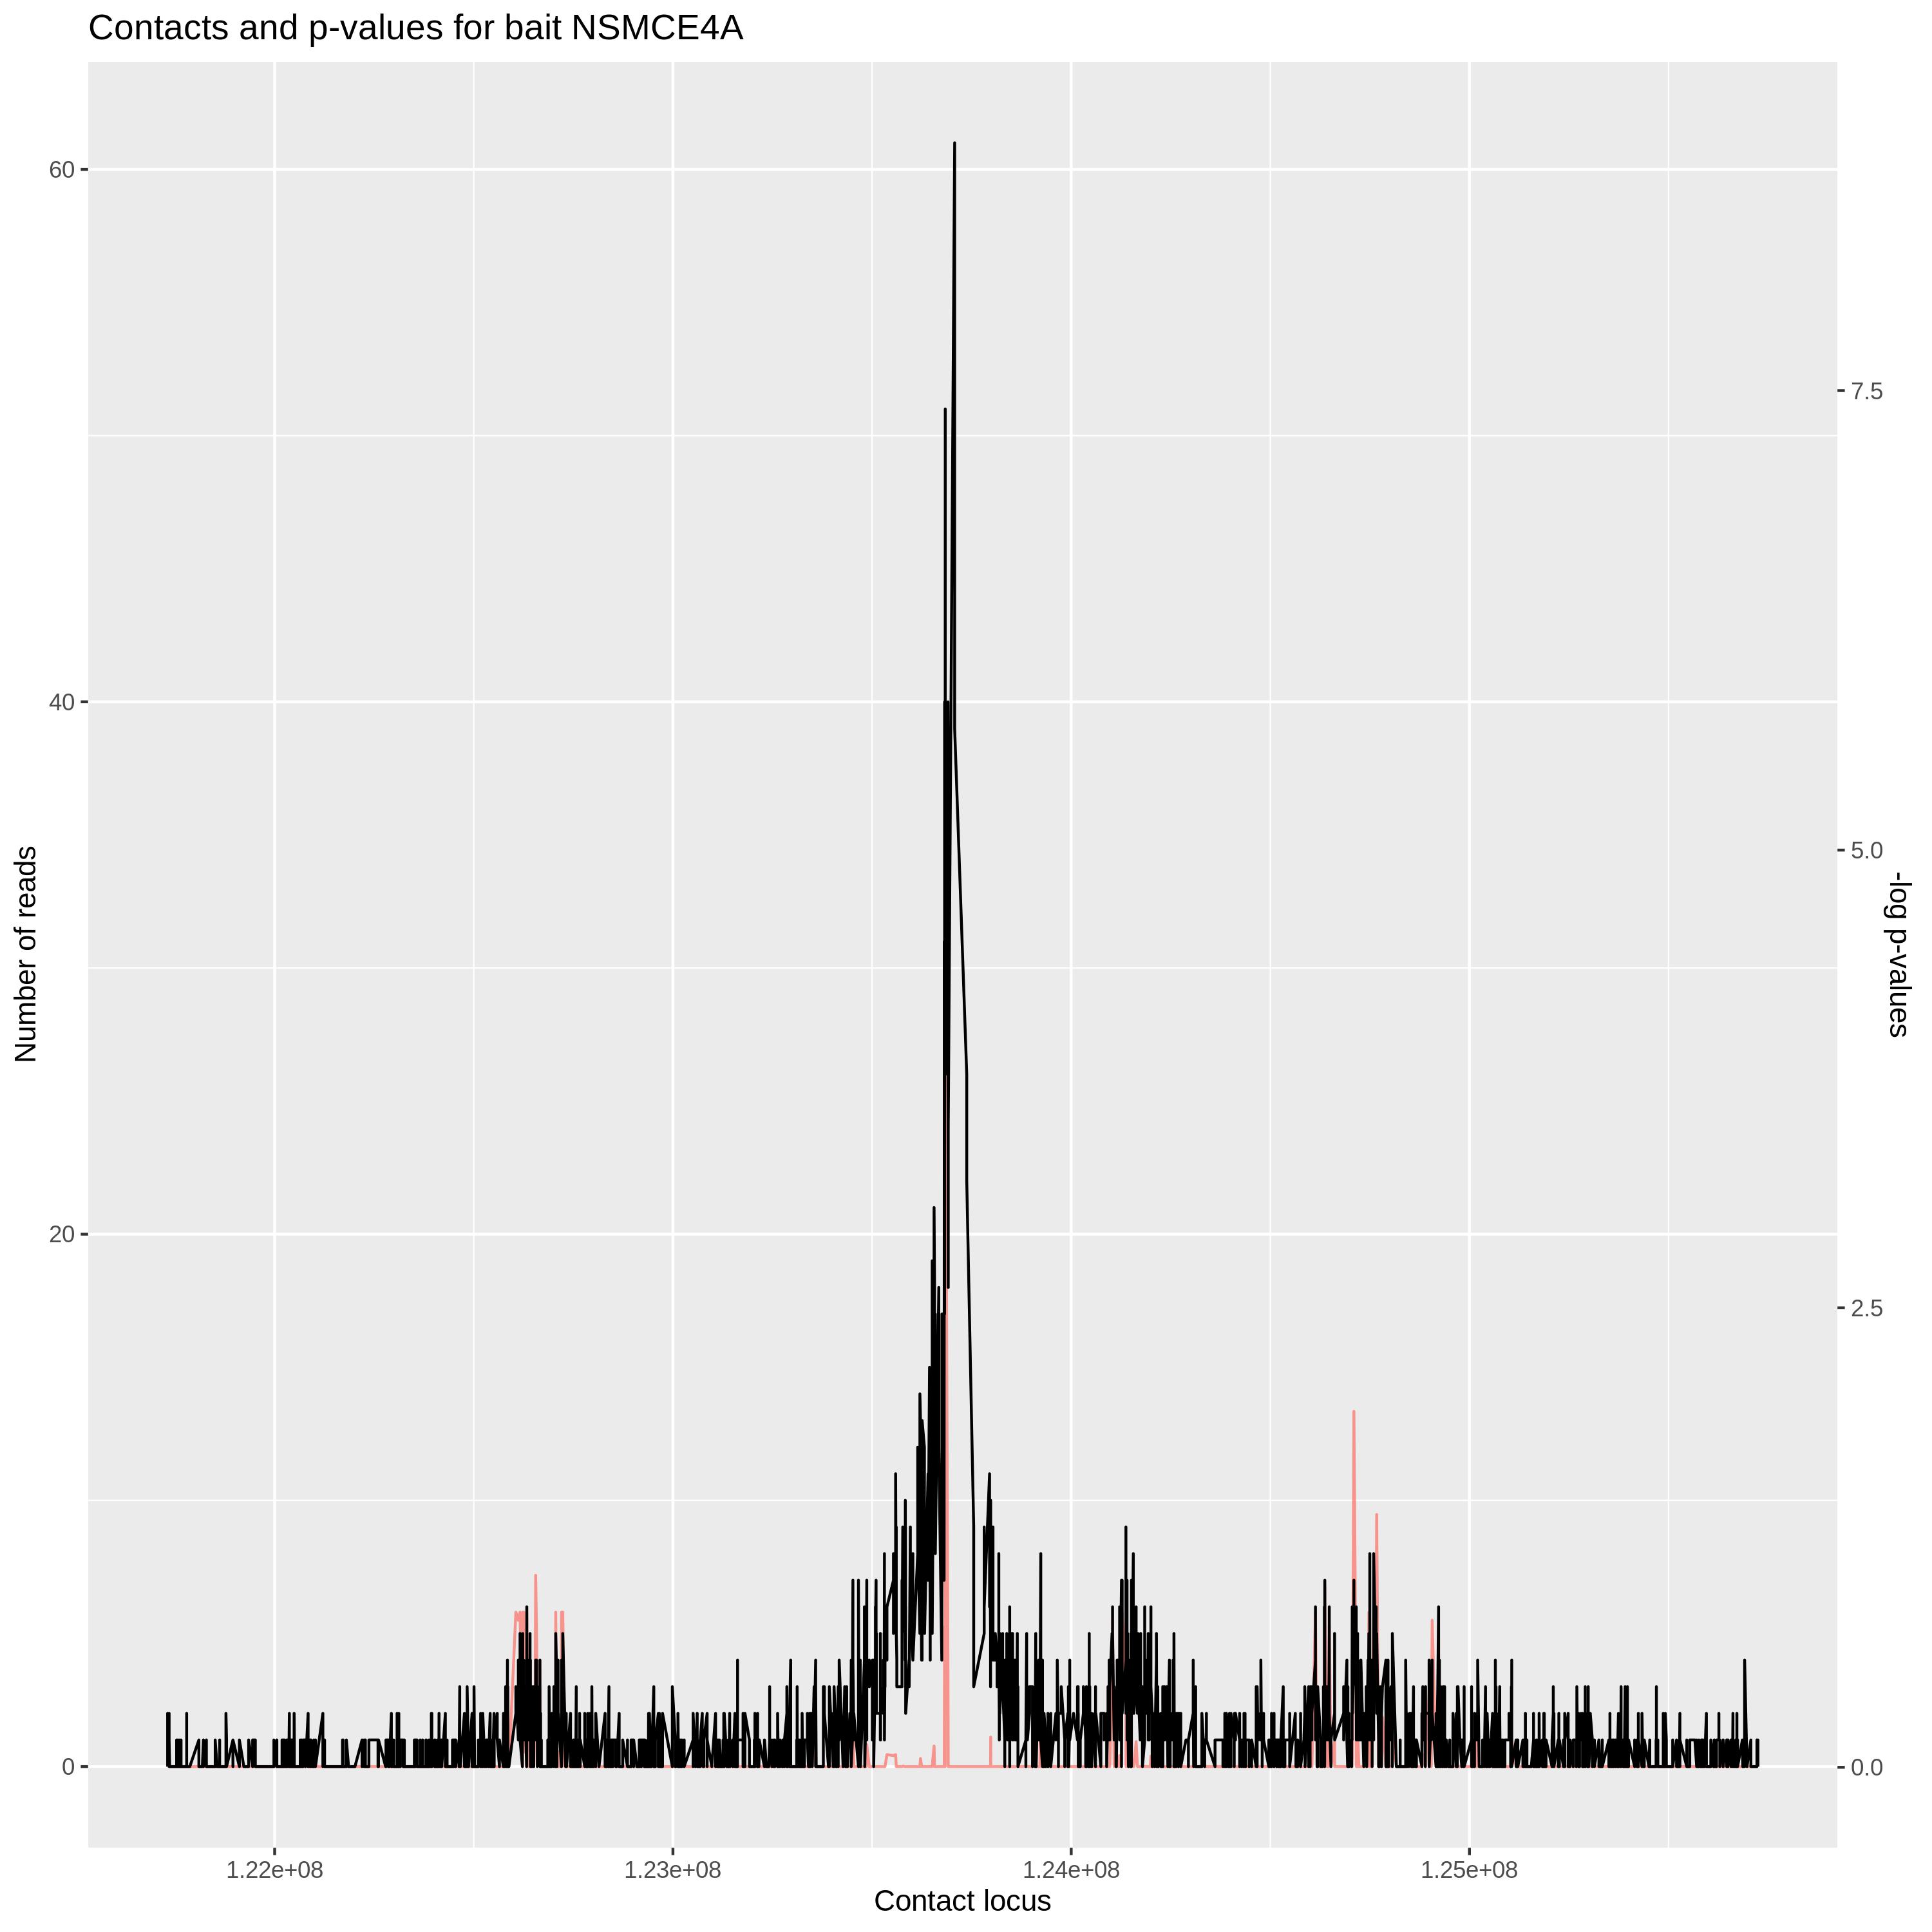 Contacts and p-values for bait NSMCE4A
60
40
20
0
Number of reads
7.5
5.0
2.5
0.0
-log p-values
1.22e+08 1.23e+08 1.24e+08 1.25e+08
Contact locus